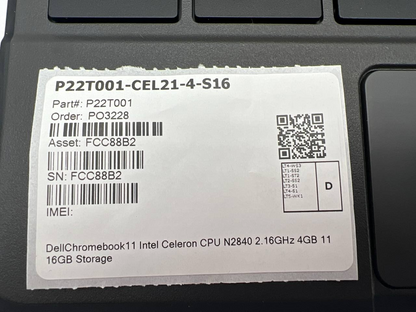 P22T001-CEL21-4-S16
Part#: P22T001
Order: PO3228
Asset: FCC88B2
SN: FCC88B2
IMEI:
D
DellChromebook11 Intel Celeron CPU N2840 2.16GHz 4GB 11
16GB Storage